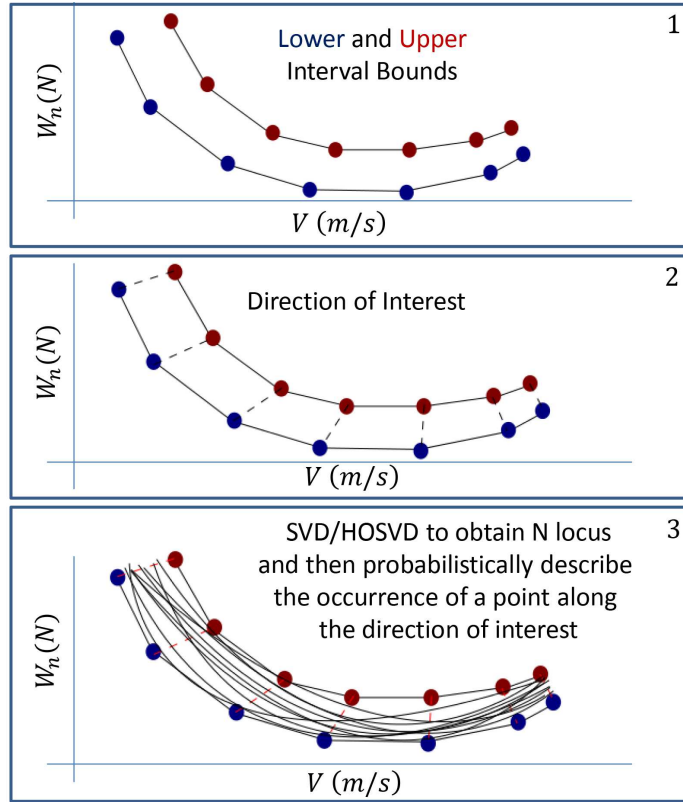 1
Lower and Upper
Interval Bounds
Wn(N)
V (m/s)
2
Direction of Interest
Wn(N)
V (m/s)
3
SVD/HOSVD to obtain N locus
and then probabilistically describe
the occurrence of a point along
the direction of interest
Wn(N)
V (m/s)